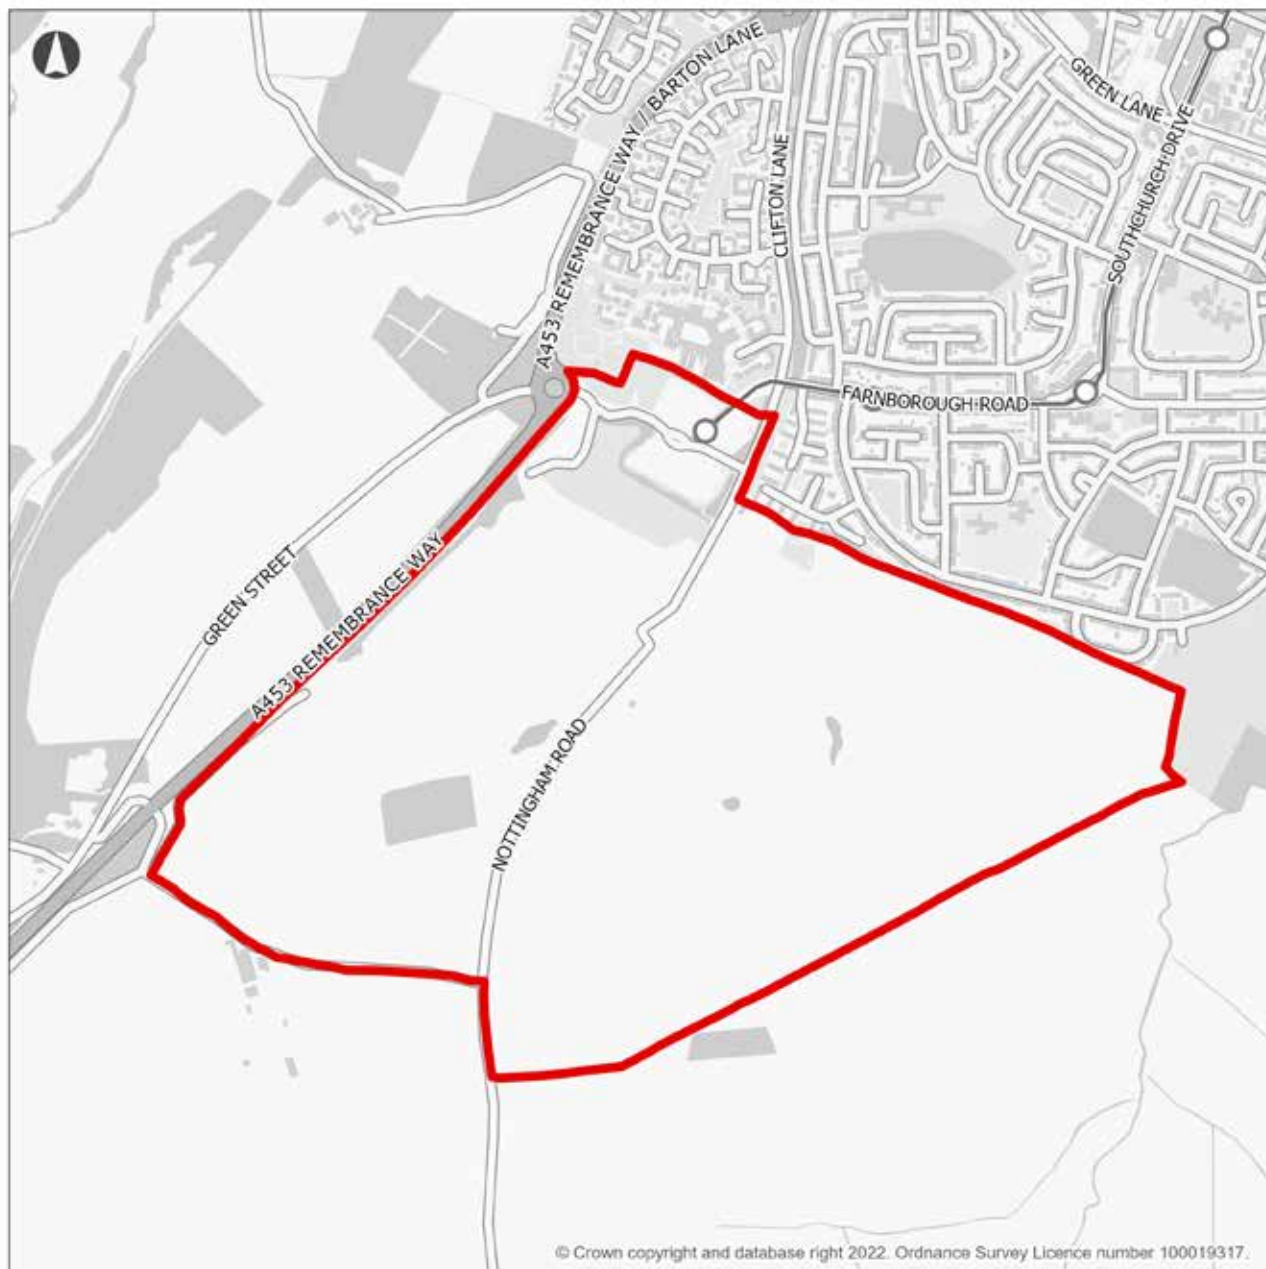 A453 REMEMBRANCE WAY / BARTON LANE
GREEN LANE
CLIFTON LANE
SOUTHCHURCH DRIVE
FARNBOROUGH ROAD
GREEN STREET
A453 REMEMBRANCE WAY
NOTTINGHAM ROAD
© Crown copyright and database right 2022. Ordnance Survey Licence number 100019317.